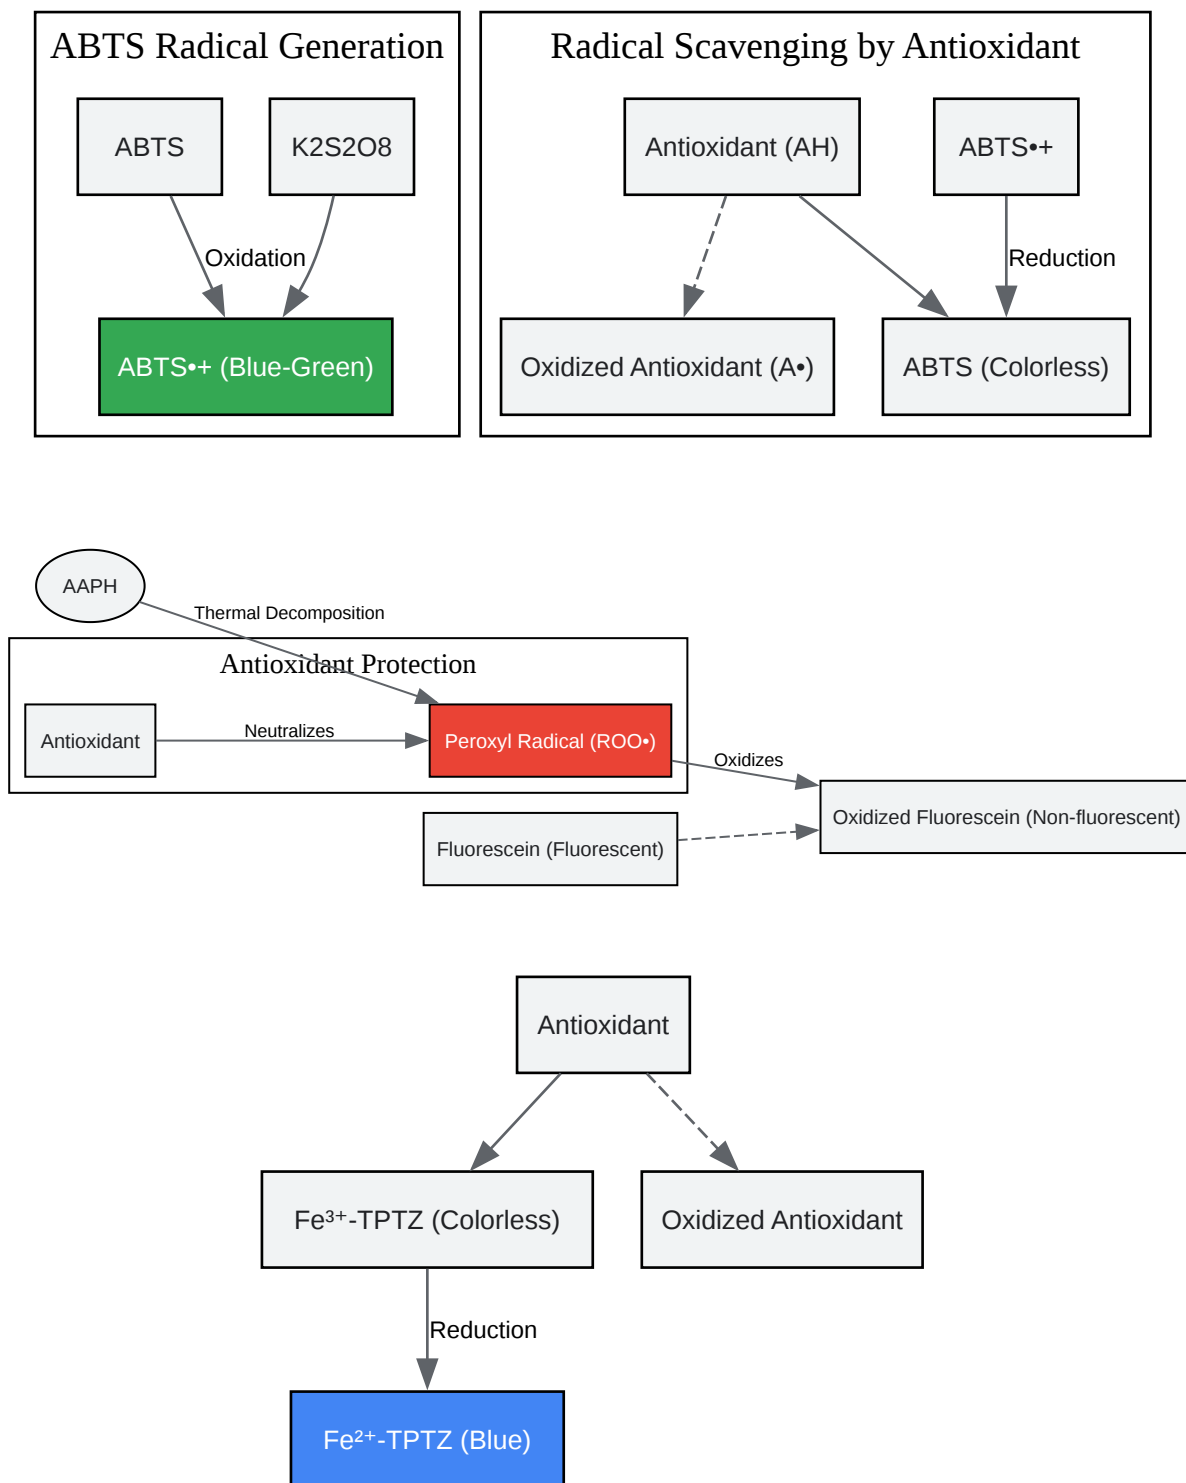 ABTS Radical Generation
Radical Scavenging by Antioxidant
ABTS
K2S2O8
Antioxidant (AH)
ABTS•+
Oxidation
Reduction
ABTS•+ (Blue-Green)
Oxidized Antioxidant (A•)
ABTS (Colorless)
AAPH
Thermal Decomposition
Antioxidant Protection
Antioxidant
Neutralizes
Peroxyl Radical (ROO•)
Oxidizes
Oxidized Fluorescein (Non-fluorescent)
Fluorescein (Fluorescent)
Antioxidant
Fe³⁺-TPTZ (Colorless)
Oxidized Antioxidant
Reduction
Fe²⁺-TPTZ (Blue)